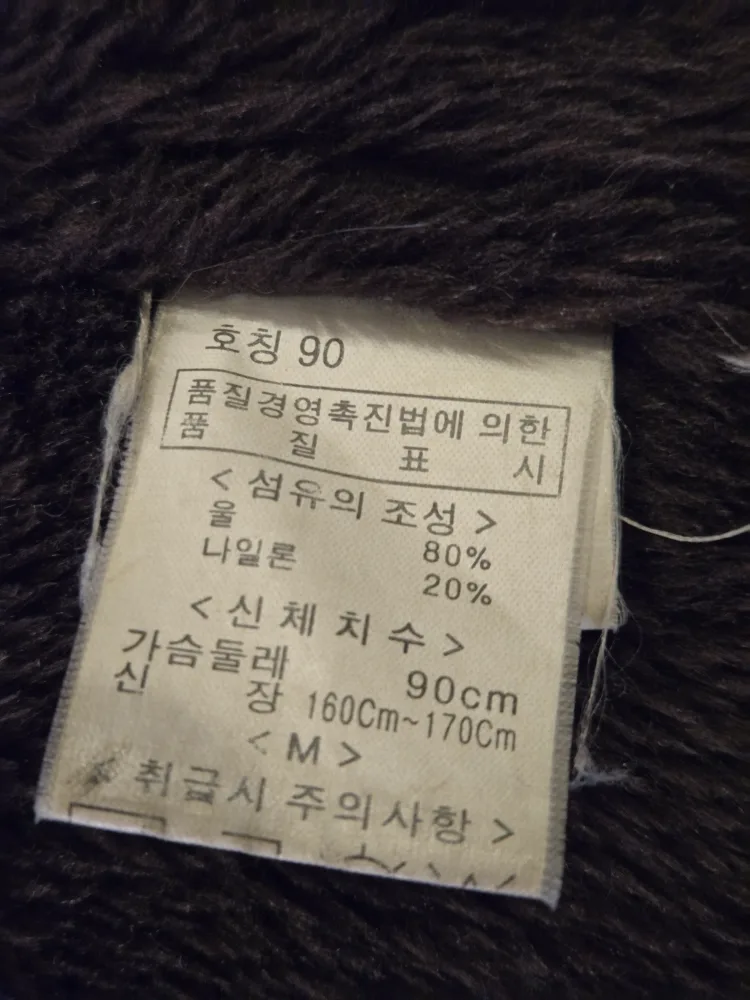 호칭 90
품질경영촉진법에 의한
품 질 표 시
< 섬유의 조성 >
울 80%
나일론 20%
< 신 체 치 수 >
가슴둘레 90cm
신 장 160Cm~170Cm
< M >
< 취급시 주의사항 >